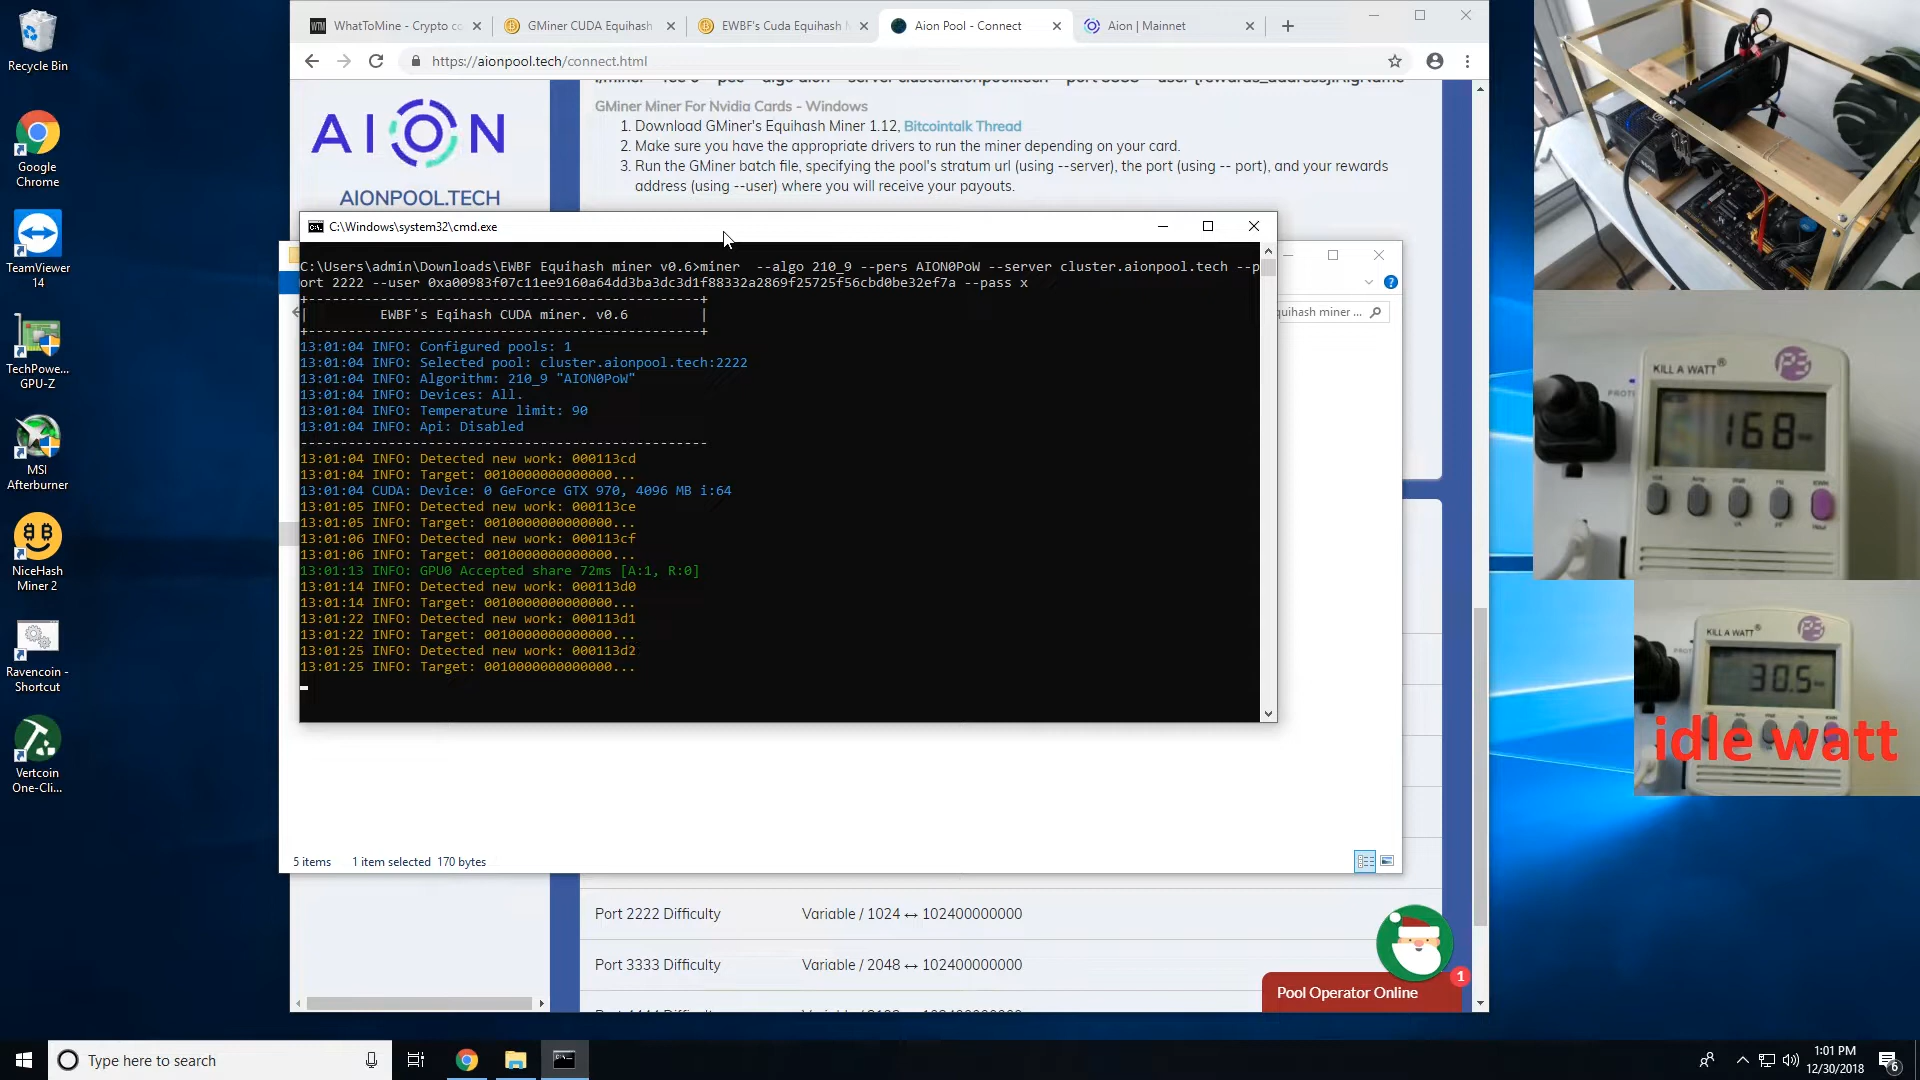 Recycle Bin
Google
Chrome
TeamViewer
14
TechPowe...
GPU-Z
MSI
Afterburner
NiceHash
Miner 2
Ravencoin -
Shortcut
Vertcoin
One-Cli...
WTM
WhatToMine - Crypto co
GMiner CUDA Equihash
EWBF's Cuda Equihash
Aion Pool - Connect
Aion | Mainnet
https://aionpool.tech/connect.html
AION
AIONPOOL.TECH
GMiner Miner For Nvidia Cards - Windows
1. Download GMiner's Equihash Miner 1.12, Bitcointalk Thread
2. Make sure you have the appropriate drivers to run the miner depending on your card.
3. Run the GMiner batch file, specifying the pool's stratum url (using --server), the port (using -- port), and your rewards
address (using --user) where you will receive your payouts.
C:\Windows\system32\cmd.exe
C:\Users\admin\Downloads\EWBF Equihash miner v0.6>miner  --algo 210_9 --pers AION0PoW --server cluster.aionpool.tech --p
ort 2222 --user 0xa00983f07c11ee9160a64dd3ba3dc3d1f88332a2869f25725f56cbd0be32ef7a --pass x
+-------------------------------------------------+
|         EWBF's Eqihash CUDA miner. v0.6         |
+-------------------------------------------------+
13:01:04 INFO: Configured pools: 1
13:01:04 INFO: Selected pool: cluster.aionpool.tech:2222
13:01:04 INFO: Algorithm: 210_9 "AION0PoW"
13:01:04 INFO: Devices: All.
13:01:04 INFO: Temperature limit: 90
13:01:04 INFO: Api: Disabled
---------------------------------------------------
13:01:04 INFO: Detected new work: 000113cd
13:01:04 INFO: Target: 0010000000000000...
13:01:04 CUDA: Device: 0 GeForce GTX 970, 4096 MB i:64
13:01:05 INFO: Detected new work: 000113ce
13:01:05 INFO: Target: 0010000000000000...
13:01:06 INFO: Detected new work: 000113cf
13:01:06 INFO: Target: 0010000000000000...
13:01:13 INFO: GPU0 Accepted share 72ms [A:1, R:0]
13:01:14 INFO: Detected new work: 000113d0
13:01:14 INFO: Target: 0010000000000000...
13:01:22 INFO: Detected new work: 000113d1
13:01:22 INFO: Target: 0010000000000000...
13:01:25 INFO: Detected new work: 000113d2
13:01:25 INFO: Target: 0010000000000000...
quihash miner ...
5 items 1 item selected 170 bytes
Port 2222 Difficulty Variable / 1024 ↔ 102400000000
Port 3333 Difficulty Variable / 2048 ↔ 102400000000
Pool Operator Online
1
KILL A WATT®
P3
168
KILL A WATT®
P3
30.5
idle watt
Type here to search
1:01 PM
12/30/2018
6